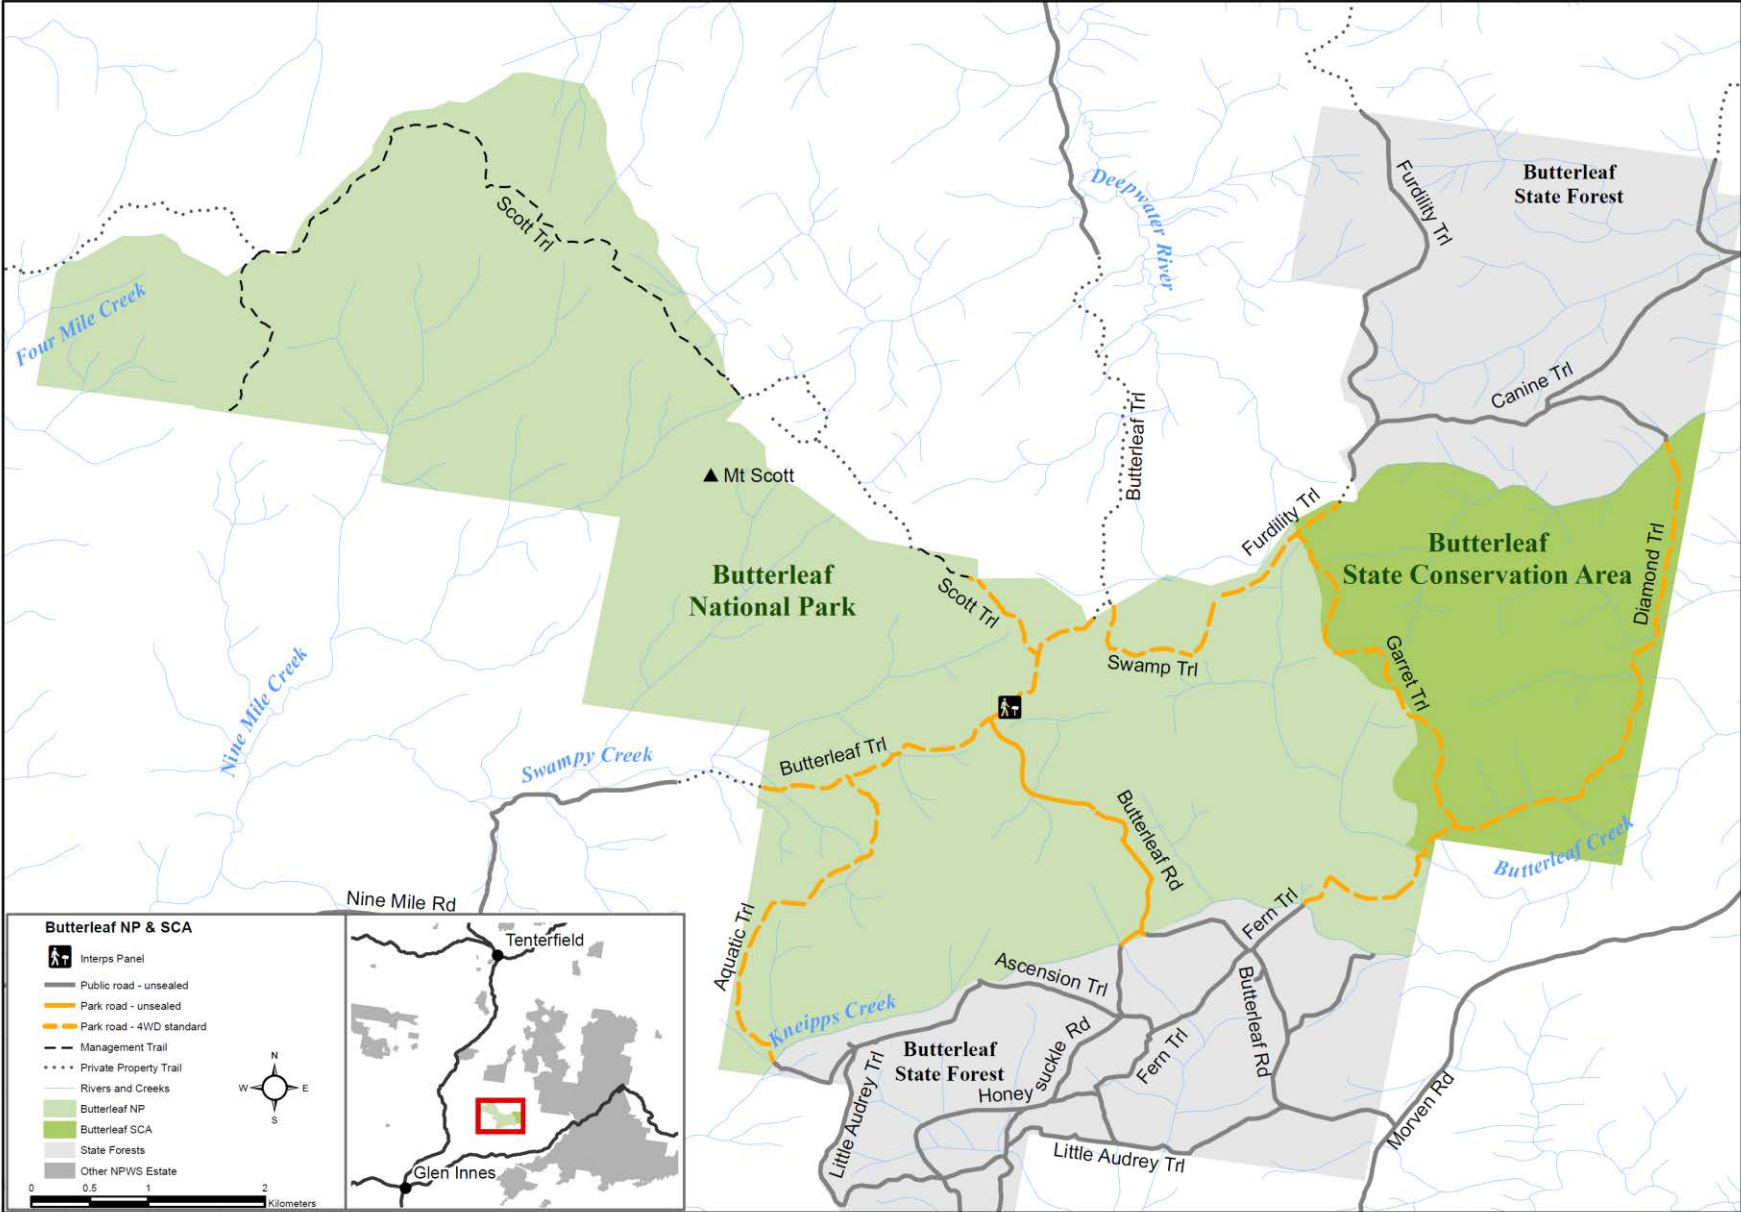 Butterleaf
State Forest
Furdility Trl
Deepwater River
Scott Trl
Four Mile Creek
Canine Trl
Butterleaf Trl
Mt Scott
Furdility Trl
Butterleaf
State Conservation Area
Diamond Trl
Butterleaf
National Park
Scott Trl
Swamp Trl
Garret Trl
Nine Mile Creek
Swampy Creek
Butterleaf Trl
Butterleaf Rd
Butterleaf Creek
Nine Mile Rd
Aquatic Trl
Fern Trl
Ascension Trl
Butterleaf Rd
Kneipps Creek
Butterleaf
State Forest
Honeysuckle Rd
Fern Trl
Little Audrey Trl
Little Audrey Trl
Morven Rd
Butterleaf NP & SCA
Interps Panel
Public road - unsealed
Park road - unsealed
Park road - 4WD standard
Management Trail
Private Property Trail
Rivers and Creeks
Butterleaf NP
Butterleaf SCA
State Forests
Other NPWS Estate
N
W E
S
0 0.5 1 2
Kilometers
Tenterfield
Glen Innes